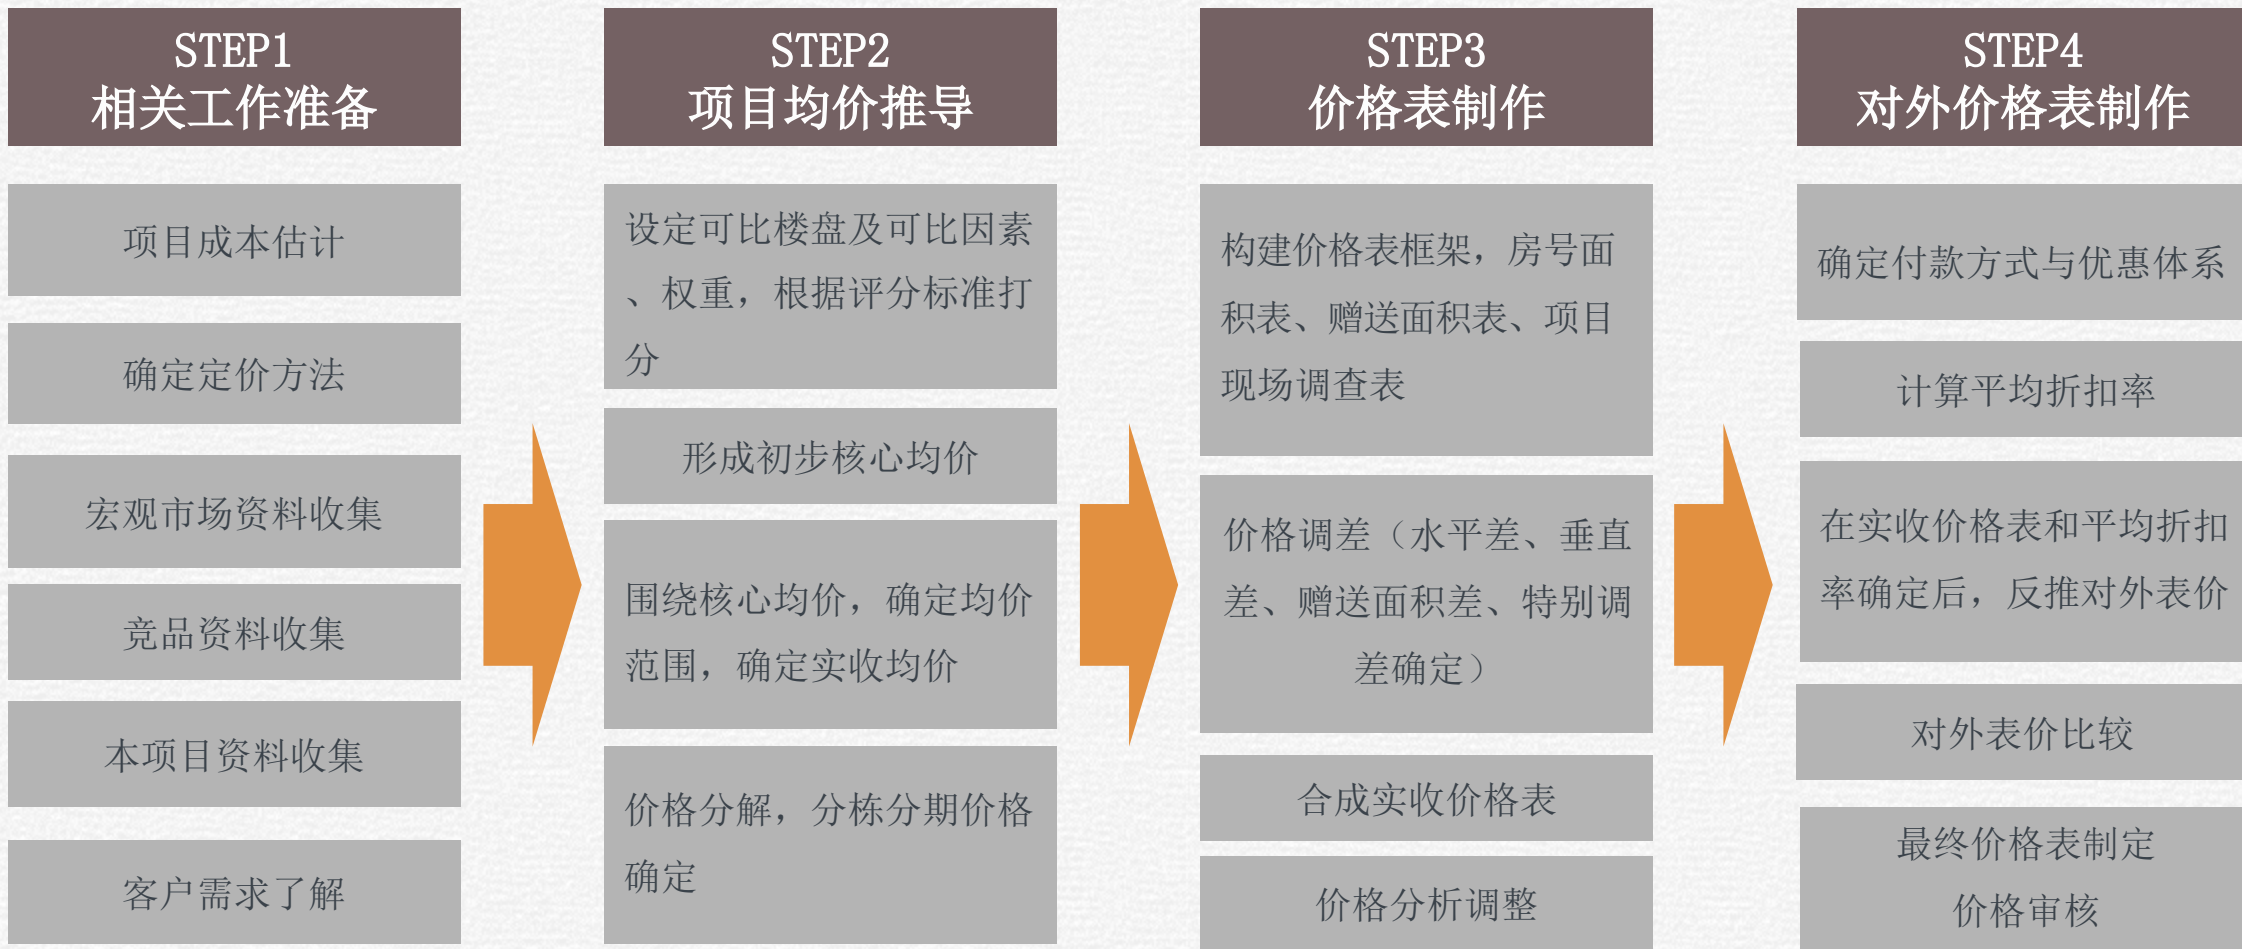 STEP1
相关工作准备
项目成本估计
确定定价方法
宏观市场资料收集
竞品资料收集
本项目资料收集
客户需求了解
STEP2
项目均价推导
设定可比楼盘及可比因素
、权重，根据评分标准打
分
形成初步核心均价
围绕核心均价，确定均价
范围，确定实收均价
价格分解，分栋分期价格
确定
STEP3
价格表制作
构建价格表框架，房号面
积表、赠送面积表、项目
现场调查表
价格调差（水平差、垂直
差、赠送面积差、特别调
差确定）
合成实收价格表
价格分析调整
STEP4
对外价格表制作
确定付款方式与优惠体系
计算平均折扣率
在实收价格表和平均折扣
率确定后，反推对外表价
对外表价比较
最终价格表制定
价格审核